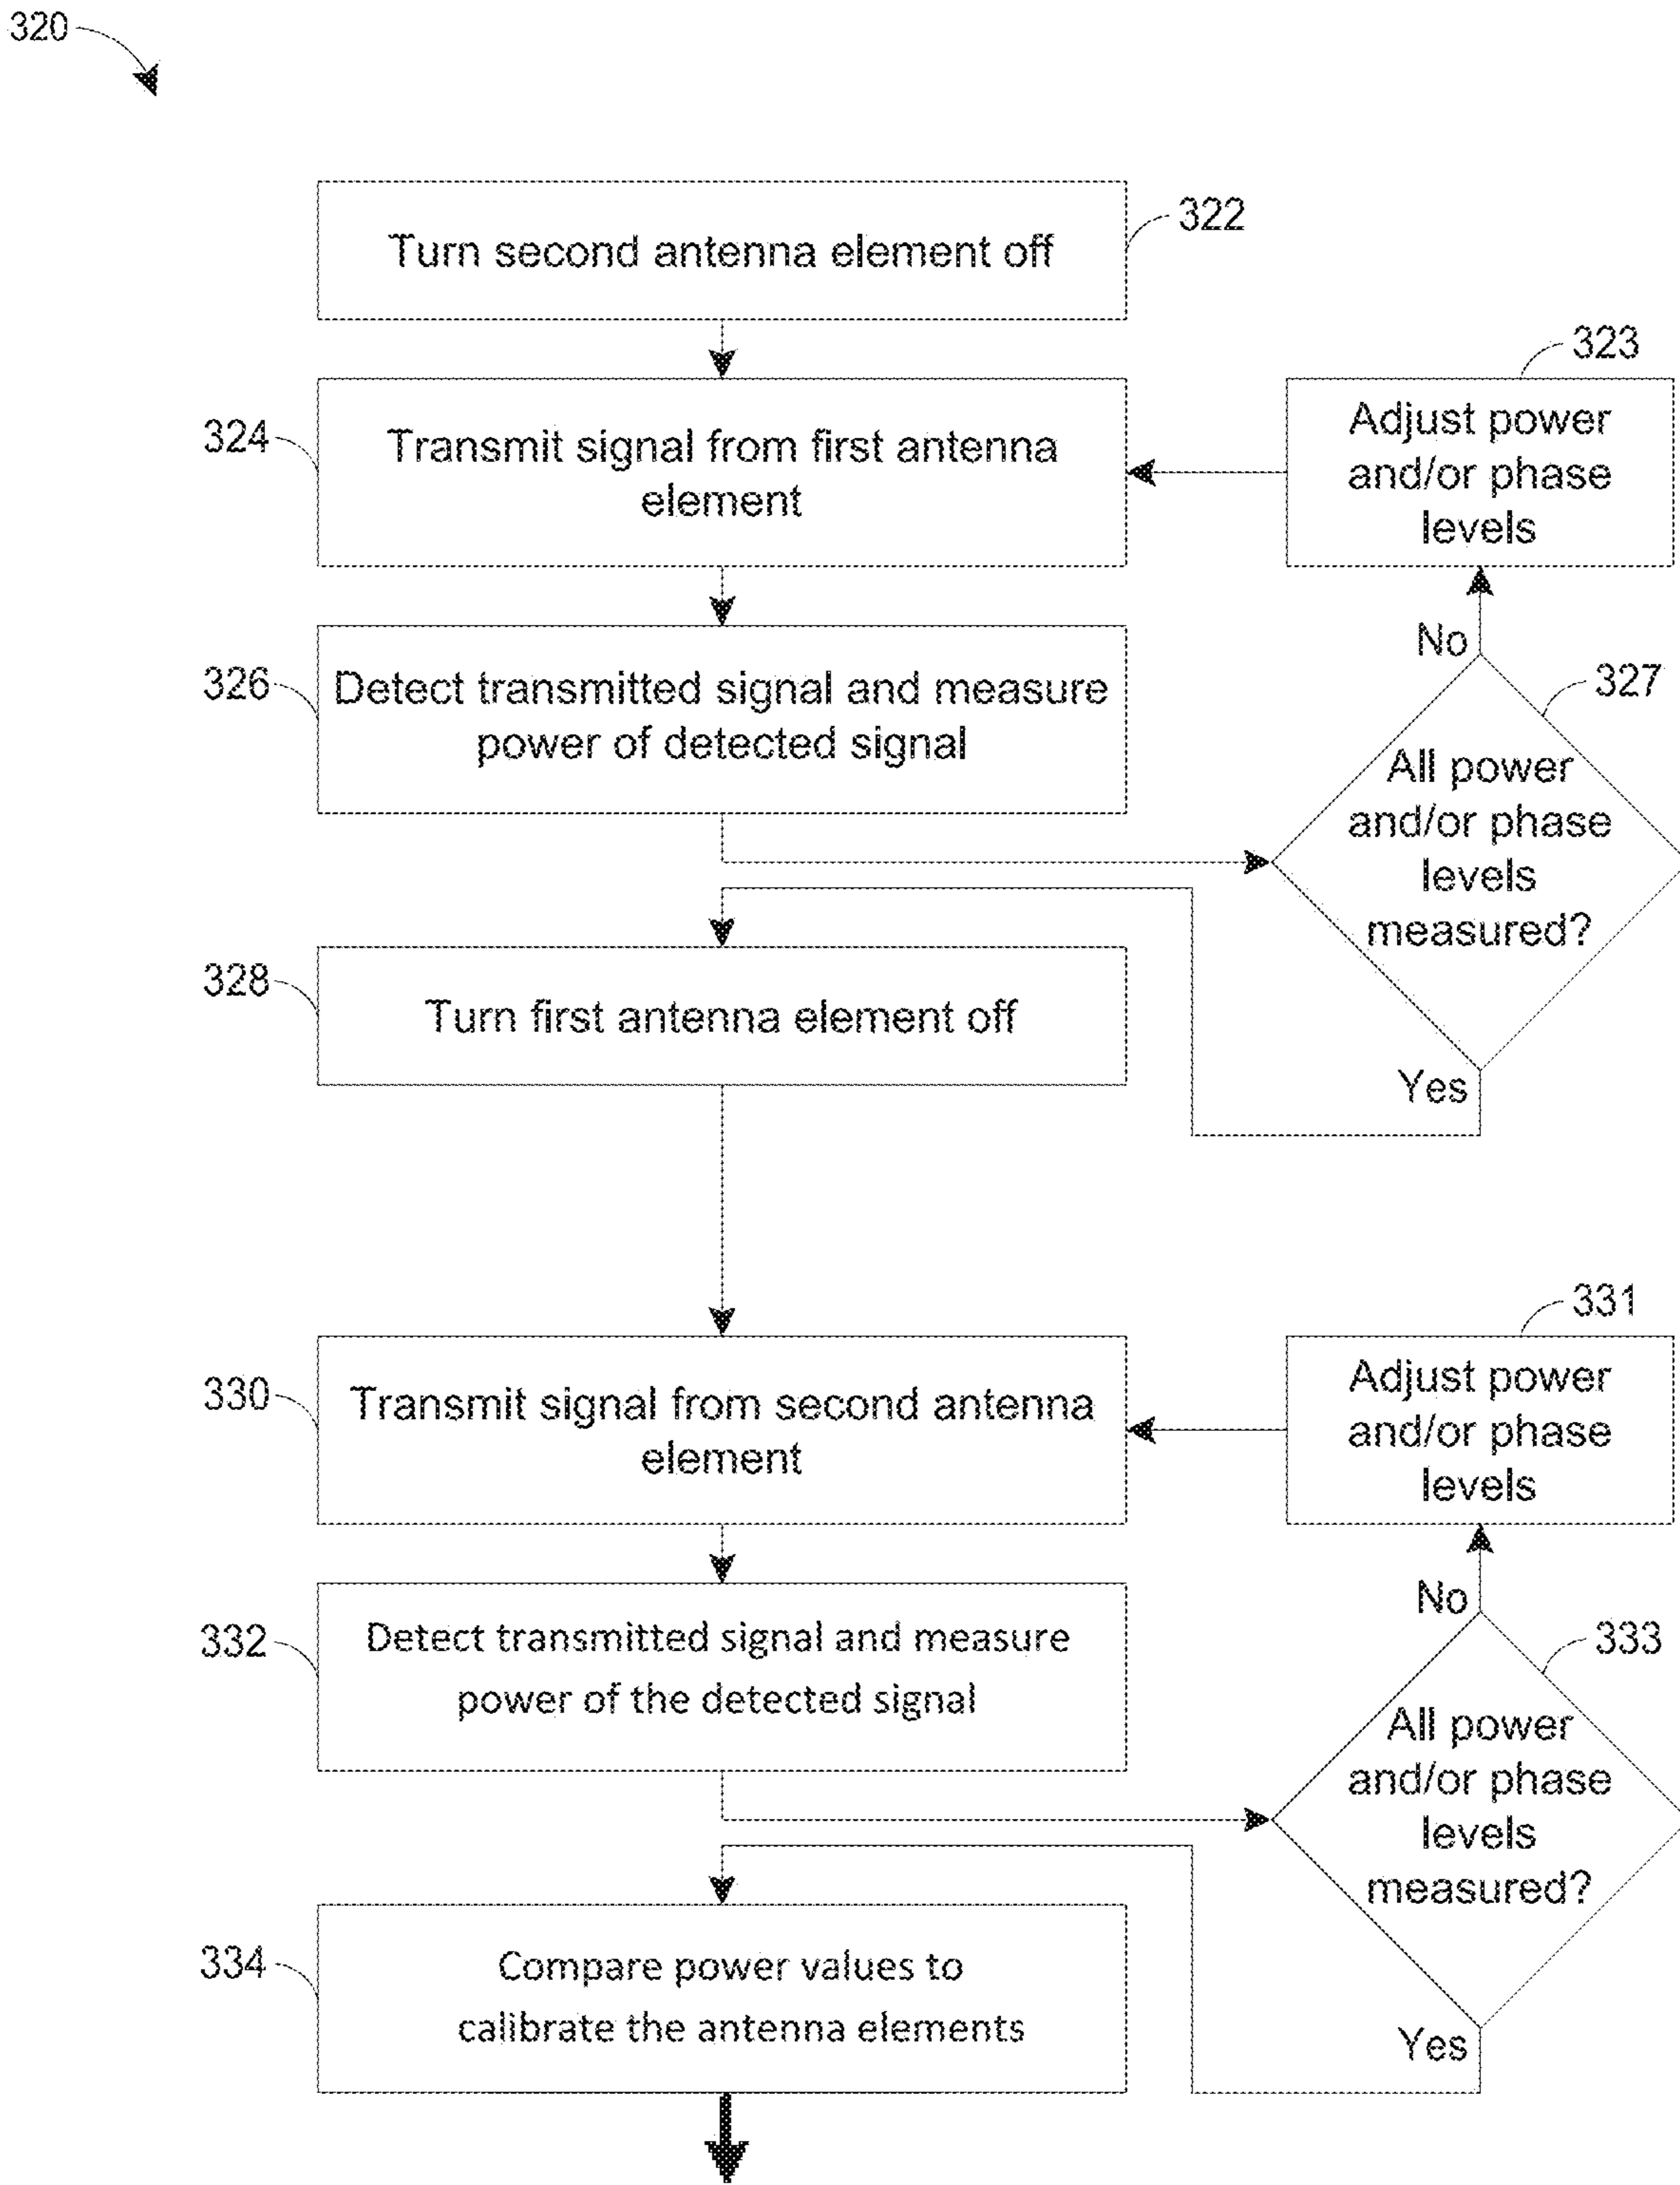 320
Turn second antenna element off
322
323
Adjust power
and/or phase
levels
324
Transmit signal from first antenna
element
No
327
326
Detect transmitted signal and measure
power of detected signal
All power
and/or phase
levels
measured?
328
Turn first antenna element off
Yes
331
Adjust power
and/or phase
levels
330
Transmit signal from second antenna
element
No
333
332
Detect transmitted signal and measure
power of the detected signal
All power
and/or phase
levels
measured?
334
Compare power values to
calibrate the antenna elements
Yes